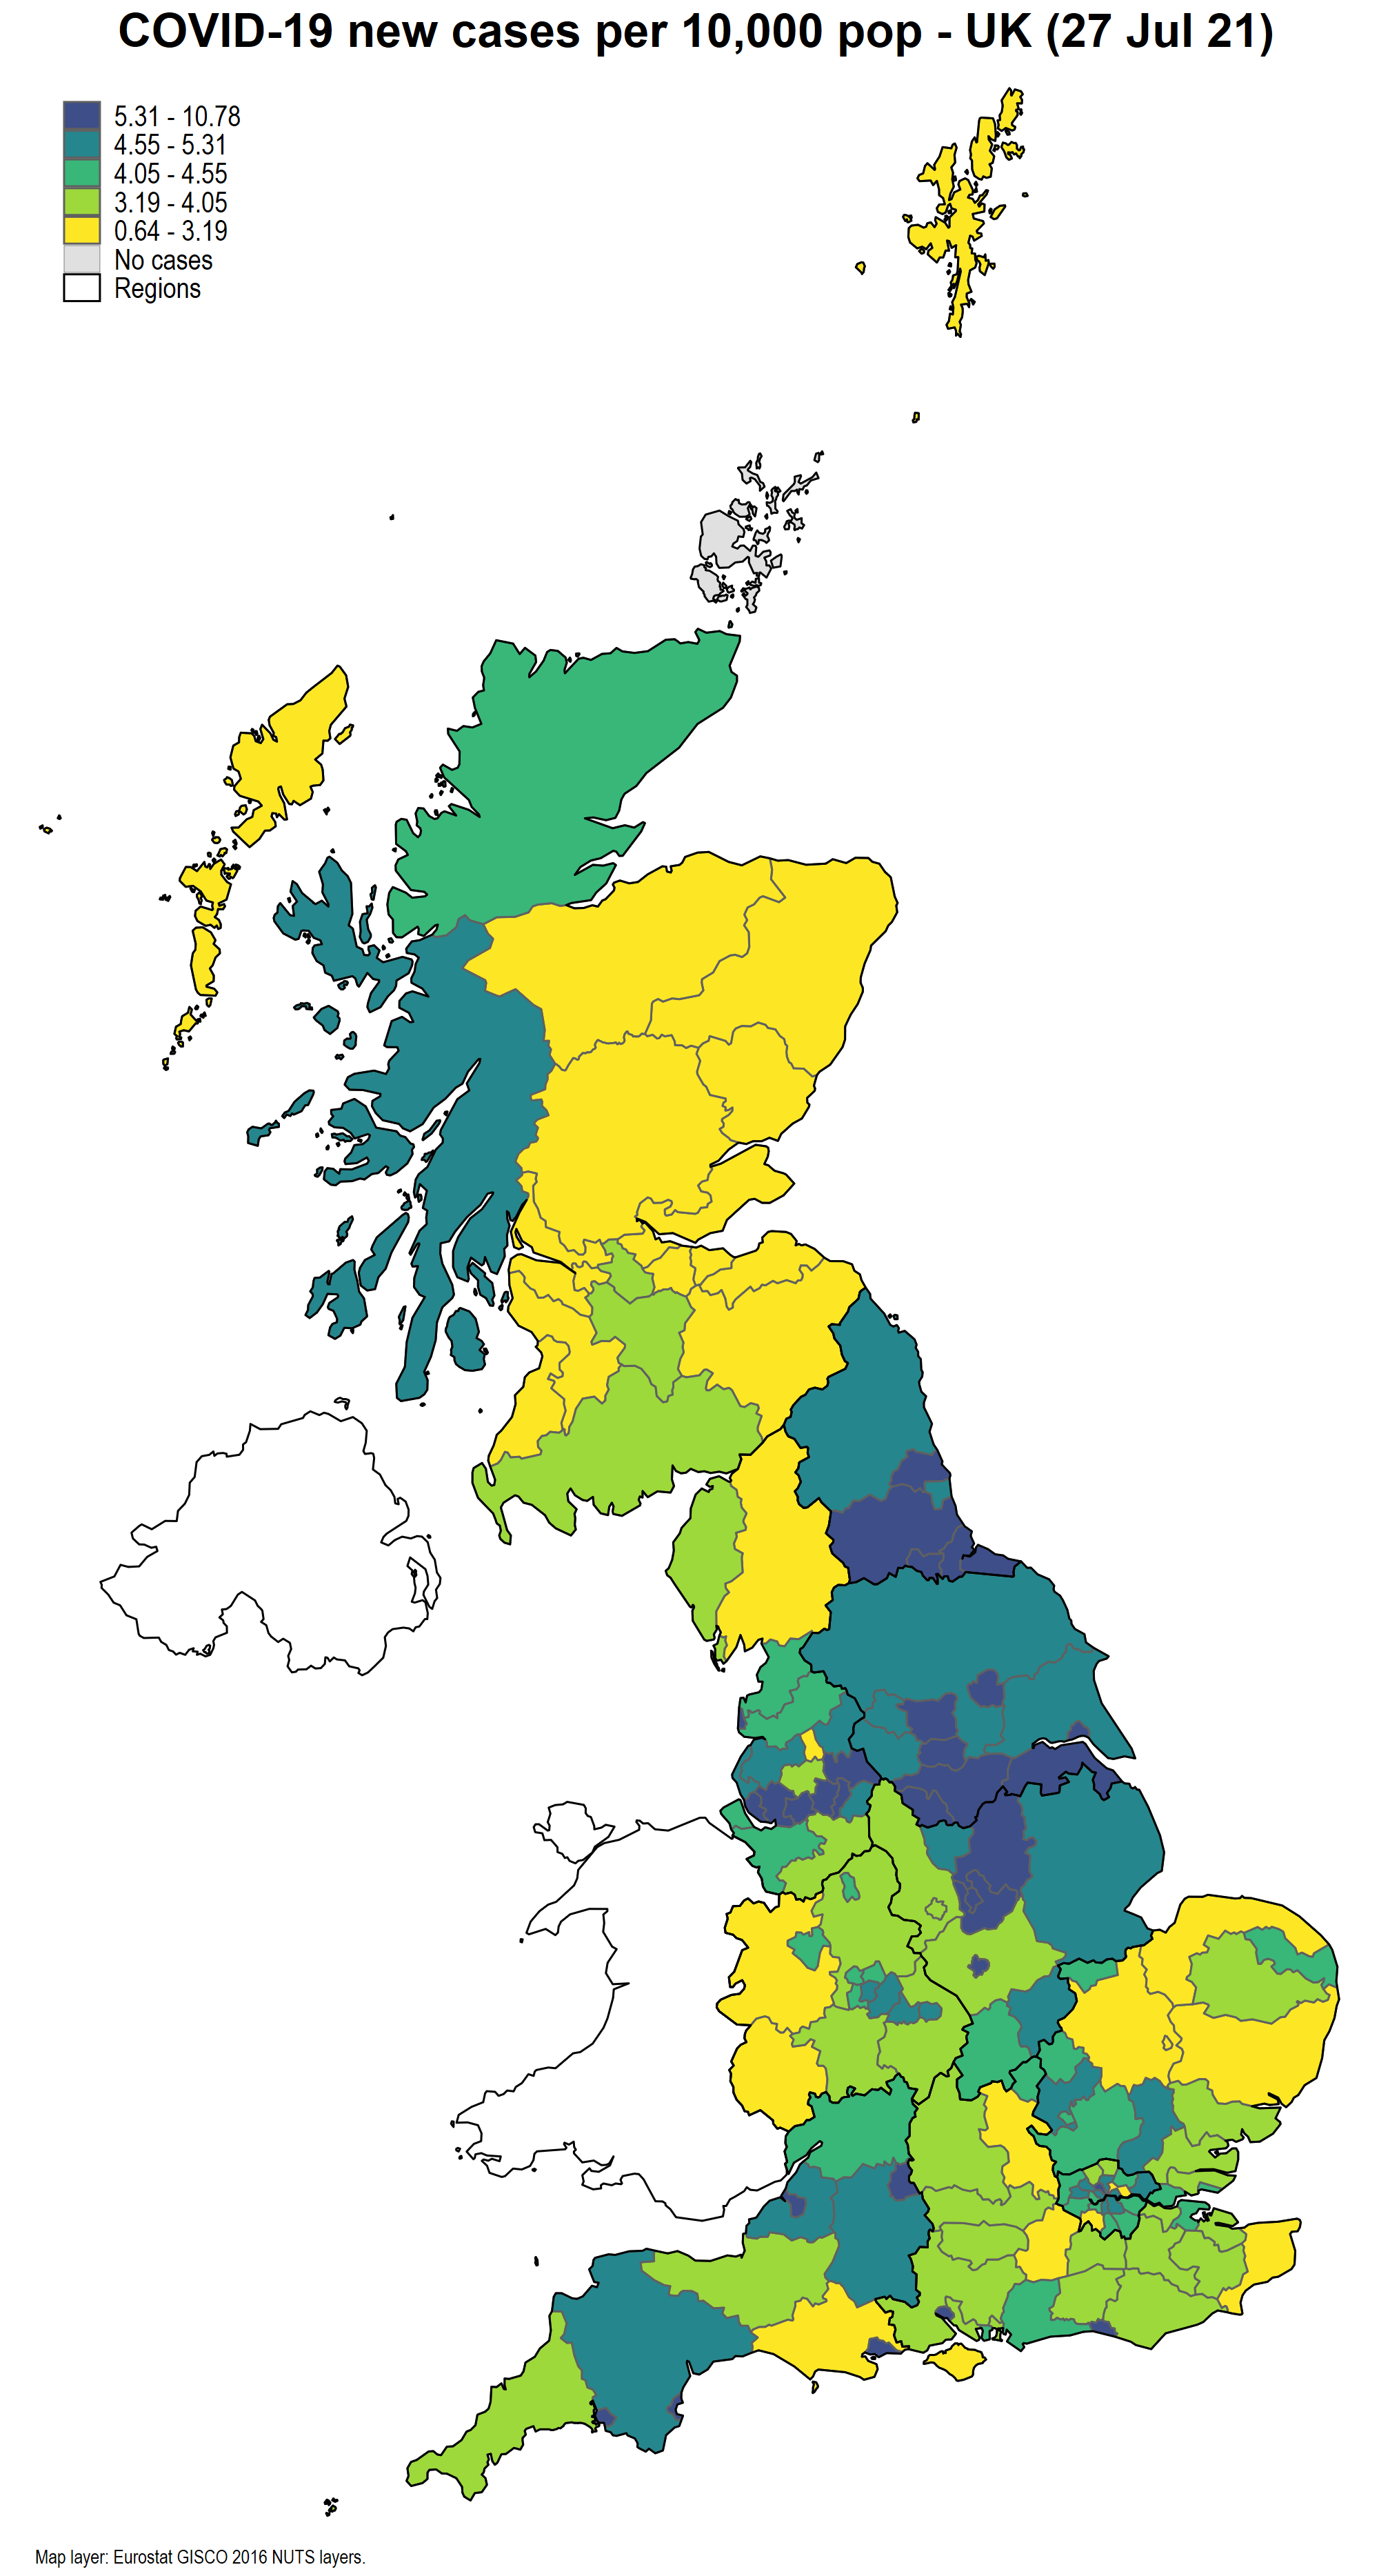 COVID-19 new cases per 10,000 pop - UK (27 Jul 21)
5.31 - 10.78
4.55 - 5.31
4.05 - 4.55
3.19 - 4.05
0.64 - 3.19
No cases
Regions
Map layer: Eurostat GISCO 2016 NUTS layers.